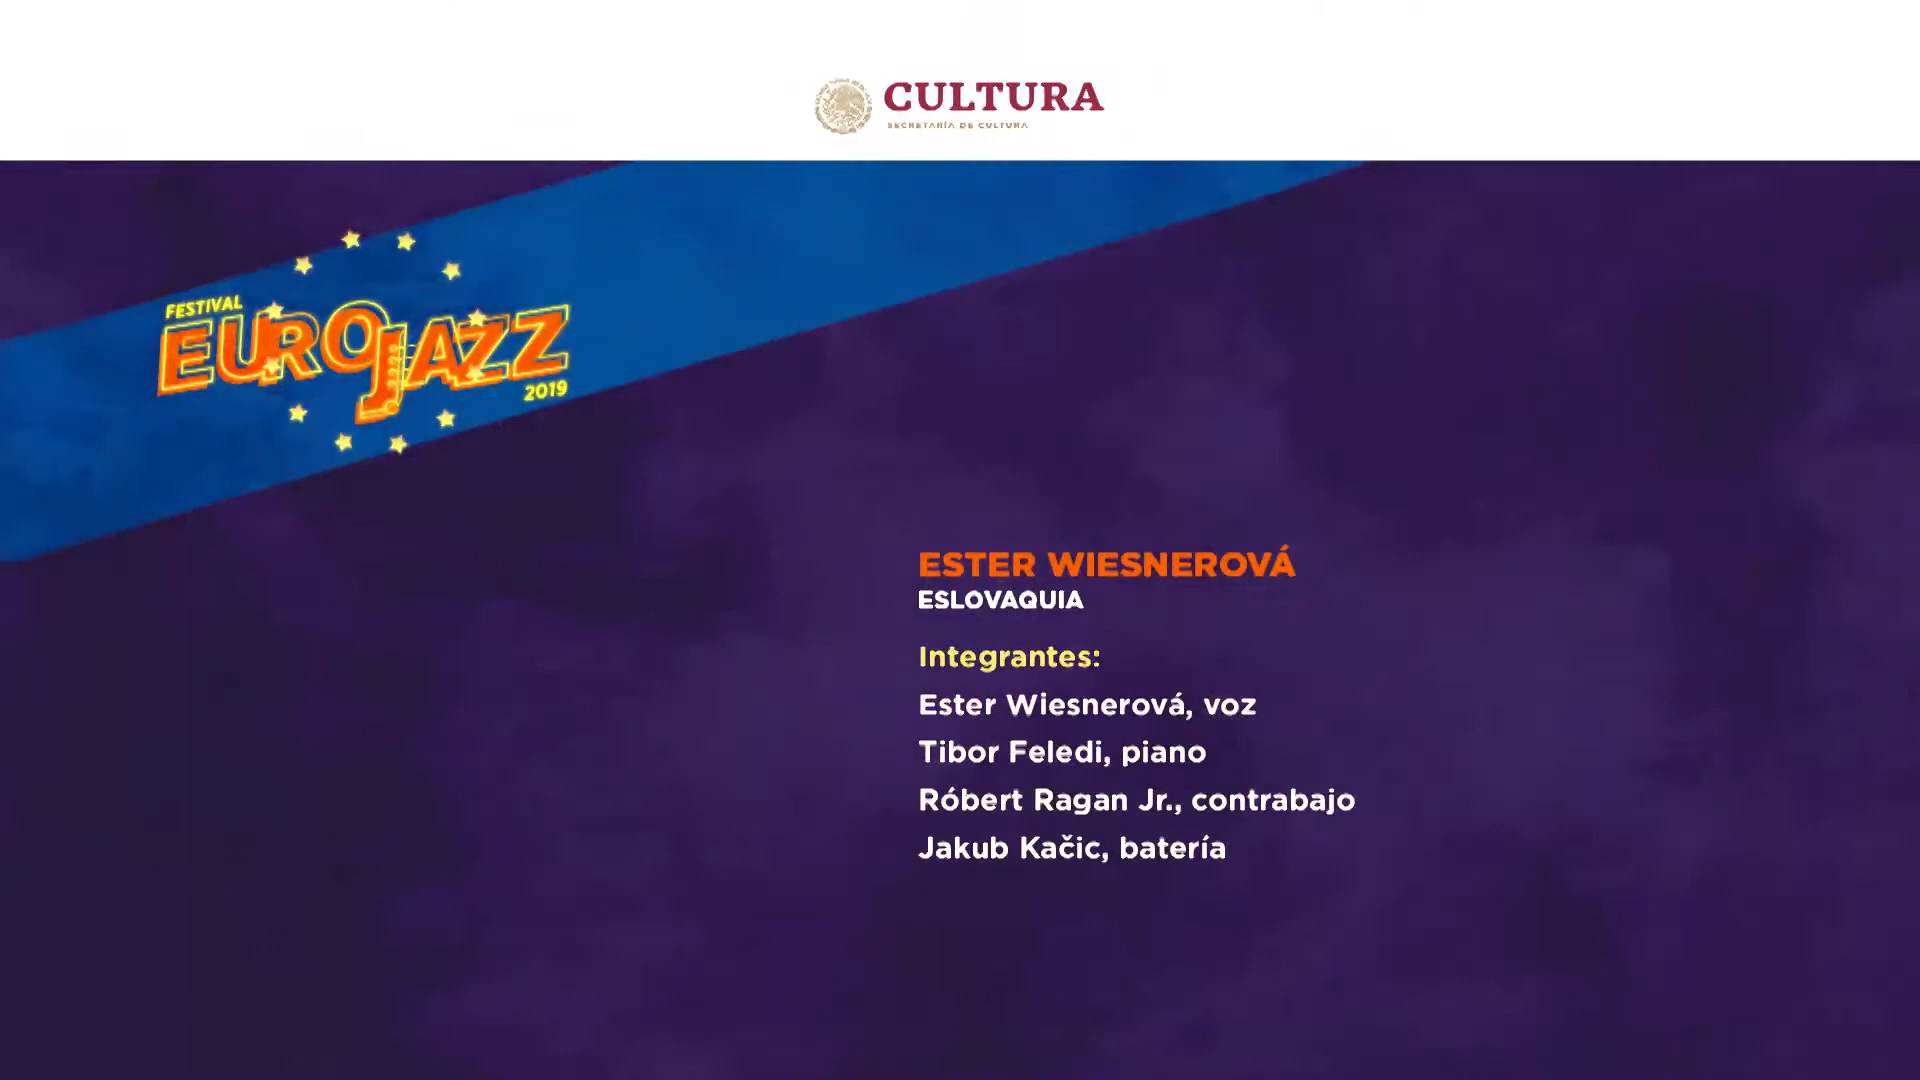 CULTURA
SECRETARÍA DE CULTURA
FESTIVAL
EUROJAZZ
2019
ESTER WIESNEROVÁ
ESLOVAQUIA
Integrantes:
Ester Wiesnerová, voz
Tibor Feledi, piano
Róbert Ragan Jr., contrabajo
Jakub Kačic, batería